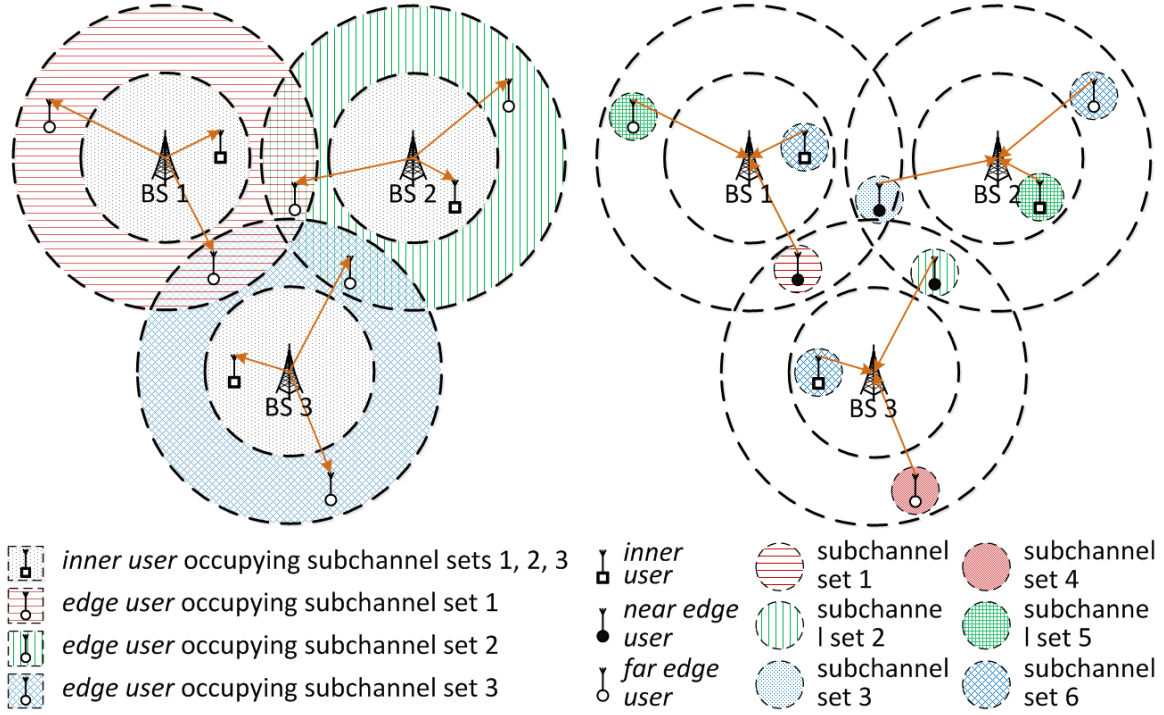 BS 1
BS 2
BS 3
BS 1
BS 2
BS 3
inner user occupying subchannel sets 1, 2, 3
edge user occupying subchannel set 1
edge user occupying subchannel set 2
edge user occupying subchannel set 3
inner
user
near edge
user
far edge
user
subchannel
set 1
subchanne
l set 2
subchannel
set 3
subchannel
set 4
subchanne
l set 5
subchannel
set 6